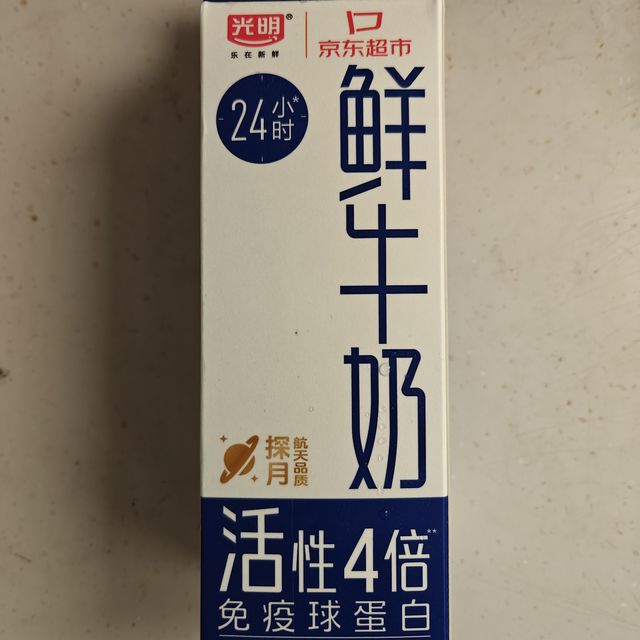 光明®
乐在新鲜
京东超市
24小时*
鲜牛奶
探月
航天品质
活性4倍**
免疫球蛋白